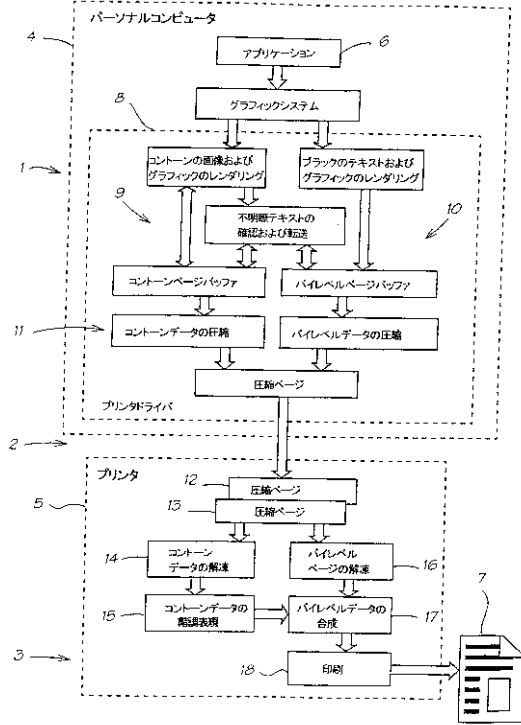 パーソナルコンピュータ
4
アプリケーション
6
グラフィックシステム
8
コントーンの画像および
グラフィックのレンダリング
ブラックのテキストおよび
グラフィックのレンダリング
1
9
不明瞭テキストの
確認および転送
10
コントーンページバッファ
バイレベルページバッファ
11
コントーンデータの圧縮
バイレベルデータの圧縮
圧縮ページ
プリンタドライバ
2
プリンタ
5
12
圧縮ページ
13
圧縮ページ
14
コントーン
データの解凍
バイレベル
ページの解凍
16
7
15
コントーンデータの
階調表現
バイレベルデータの
合成
17
3
18
印刷